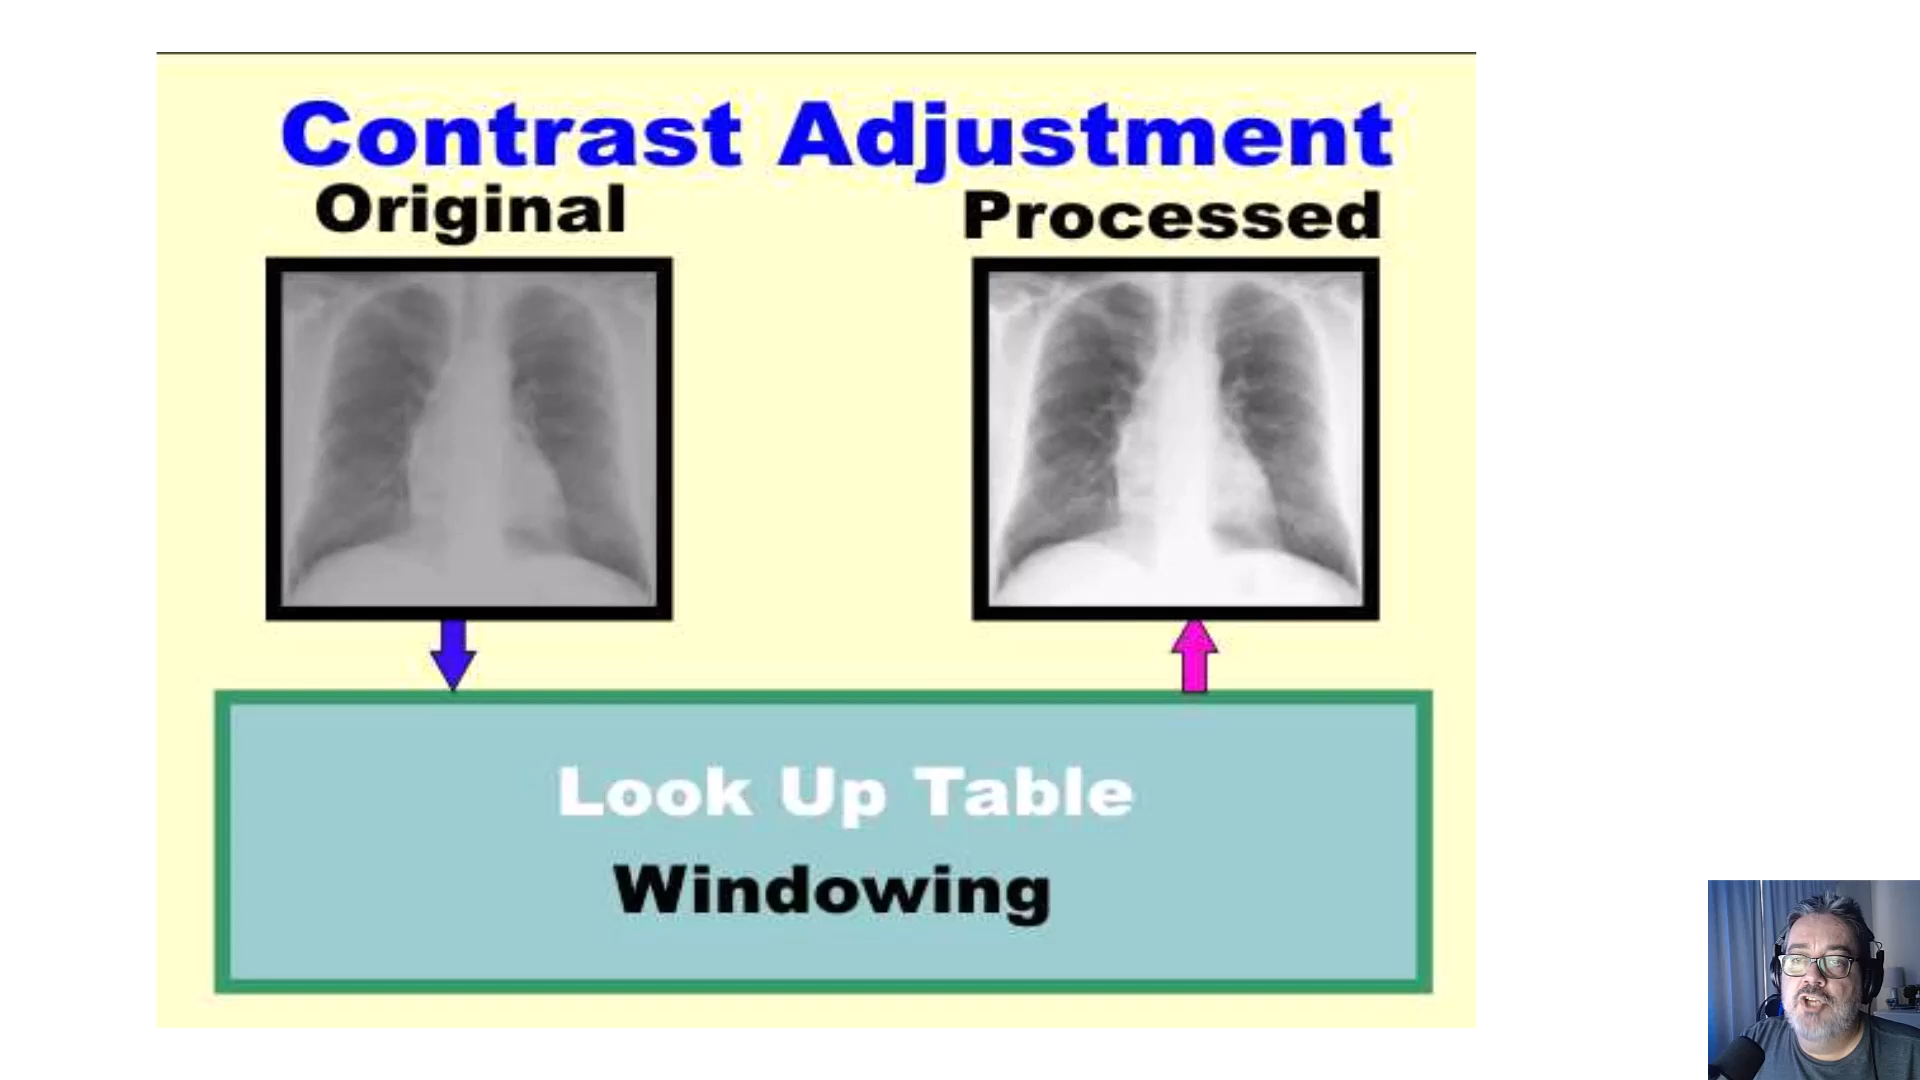 Contrast Adjustment
Original
Processed
Look Up Table
Windowing